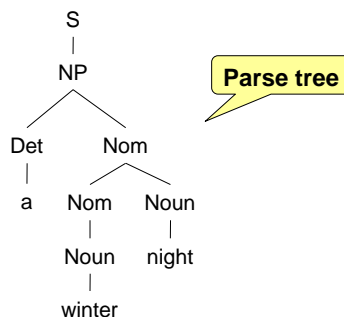 S
NP
Parse tree
Det Nom
a Nom Noun
Noun night
winter